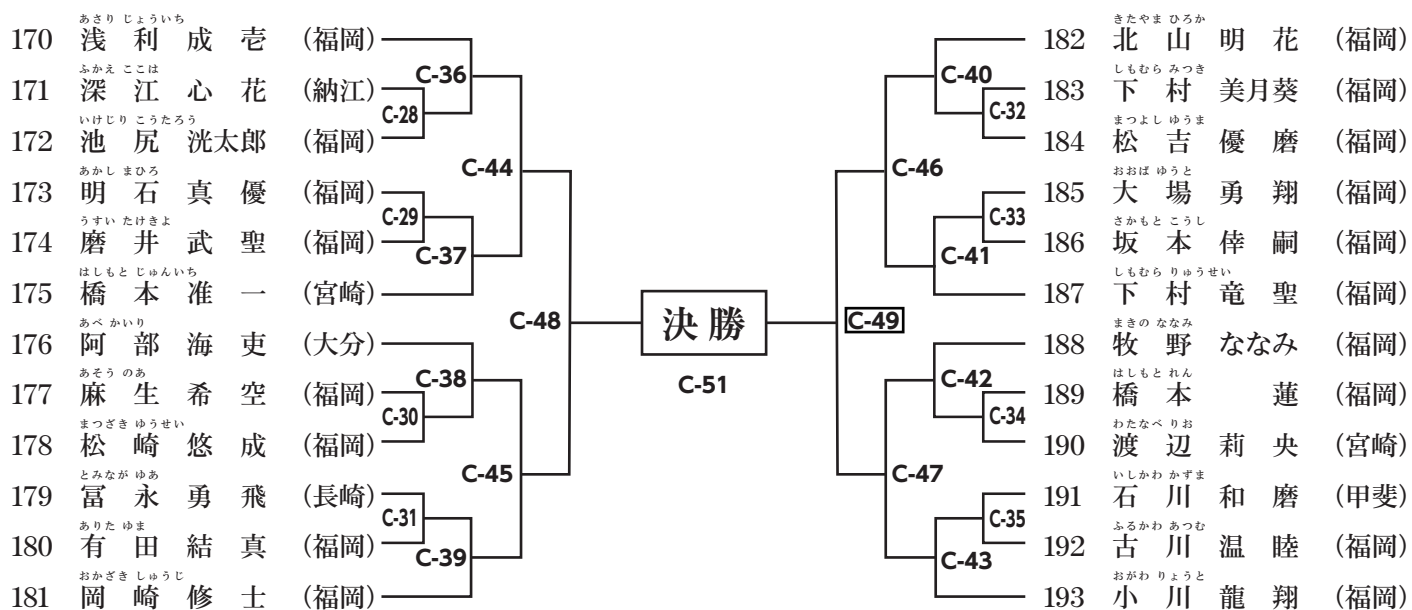 あさり じょういち
170 浅利成壱 (福岡)
ふかえ ここは
171 深江心花 (納江)
いけじり こうたろう
172 池尻洸太郎 (福岡)
あかし まひろ
173 明石真優 (福岡)
うすい たけきよ
174 磨井武聖 (福岡)
はしもと じゅんいち
175 橋本准一 (宮崎)
あべ かいり
176 阿部海吏 (大分)
あそう のあ
177 麻生希空 (福岡)
まつざき ゆうせい
178 松崎悠成 (福岡)
とみなが ゆあ
179 冨永勇飛 (長崎)
ありた ゆま
180 有田結真 (福岡)
おかざき しゅうじ
181 岡崎修士 (福岡)
C-36
C-28
C-44
C-29
C-37
C-48
C-38
C-30
C-45
C-31
C-39
決勝
C-51
C-40
C-32
C-46
C-33
C-41
C-49
C-42
C-34
C-47
C-35
C-43
きたやま ひろか
182 北山明花 (福岡)
しもむら みつき
183 下村美月葵 (福岡)
まつよし ゆうま
184 松吉優磨 (福岡)
おおば ゆうと
185 大場勇翔 (福岡)
さかもと こうし
186 坂本倖嗣 (福岡)
しもむら りゅうせい
187 下村竜聖 (福岡)
まきの ななみ
188 牧野ななみ (福岡)
はしもと れん
189 橋本蓮 (福岡)
わたなべ りお
190 渡辺莉央 (宮崎)
いしかわ かずま
191 石川和磨 (甲斐)
ふるかわ あつむ
192 古川温睦 (福岡)
おがわ りょうと
193 小川龍翔 (福岡)